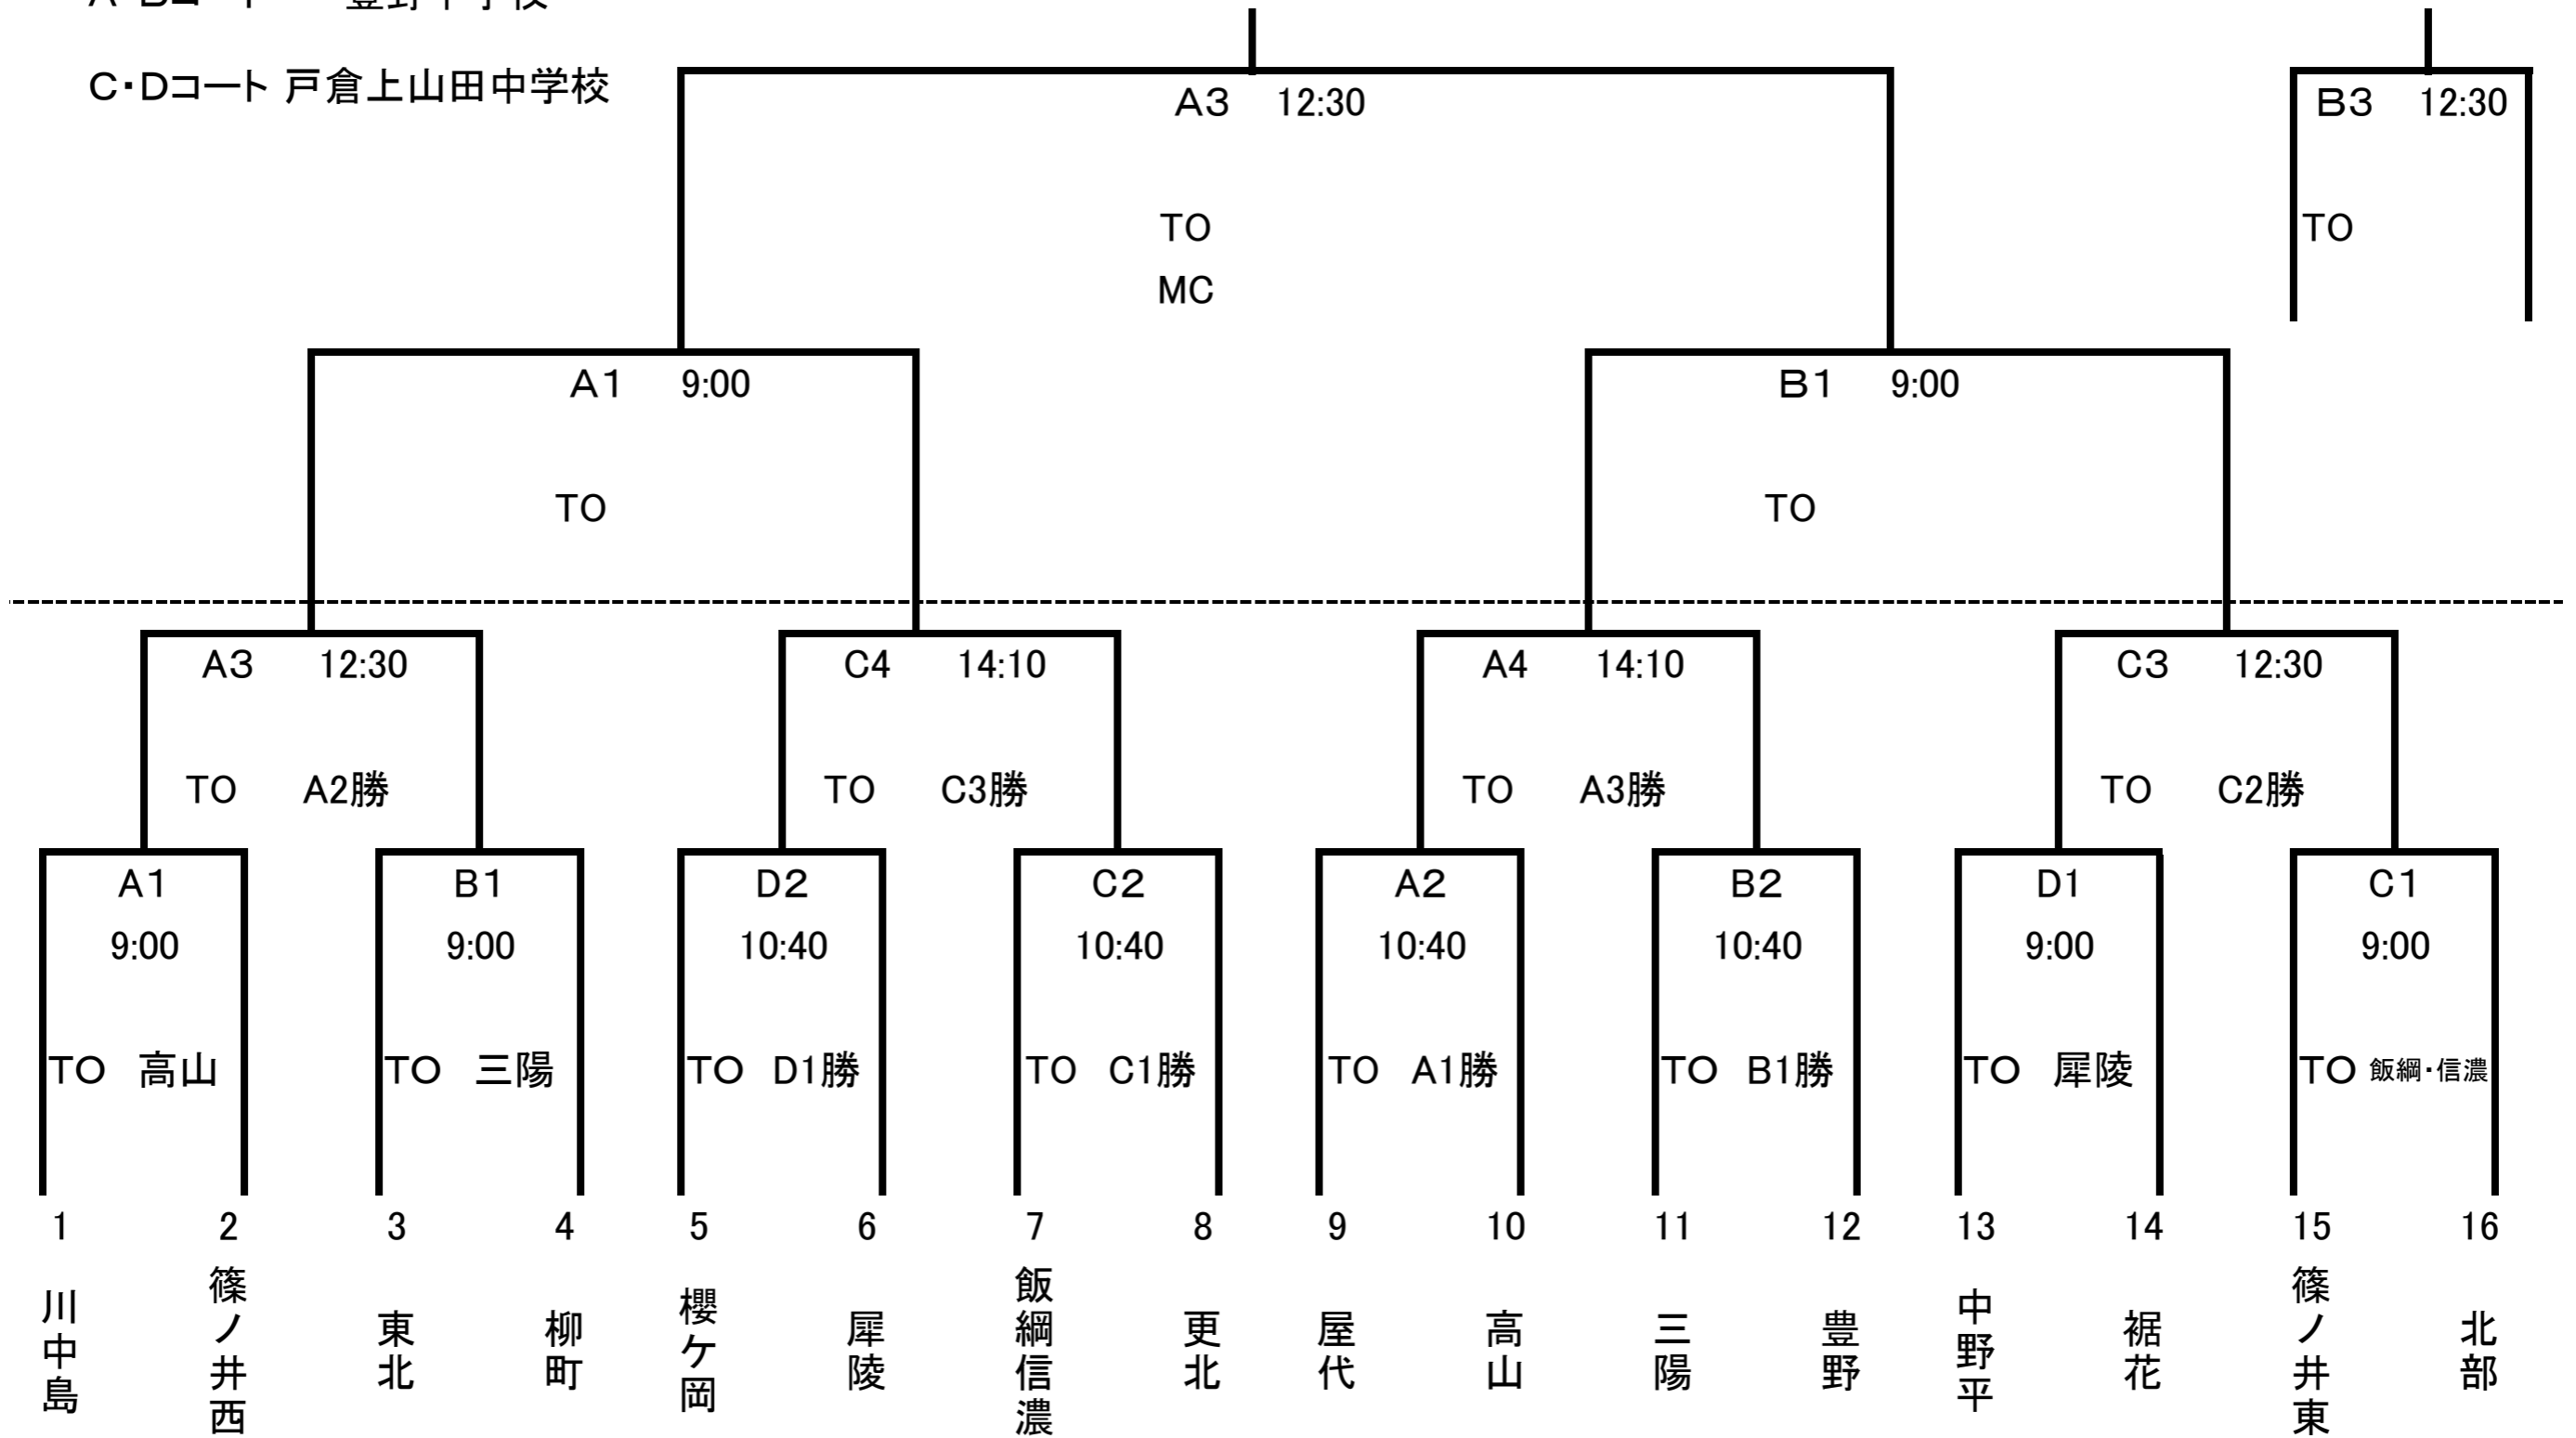 C・Dコート 戸倉上山田中学校
A3 12:30
B3 12:30
TO
TO
MC
A1 9:00
B1 9:00
TO
TO
A3 12:30
C4 14:10
A4 14:10
C3 12:30
TO A2勝
TO C3勝
TO A3勝
TO C2勝
A1
B1
D2
C2
A2
B2
D1
C1
9:00
9:00
10:40
10:40
10:40
10:40
9:00
9:00
TO 高山
TO 三陽
TO D1勝
TO C1勝
TO A1勝
TO B1勝
TO 犀陵
TO 飯綱・信濃
1
2
3
4
5
6
7
8
9
10
11
12
13
14
15
16
川中島
篠ノ井西
東北
柳町
櫻ケ岡
犀陵
飯綱信濃
更北
屋代
高山
三陽
豊野
中野平
裾花
篠ノ井東
北部